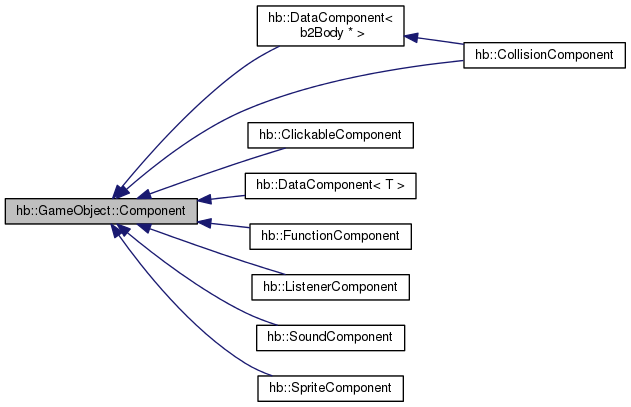 hb::DataComponent<
b2Body * >
hb::CollisionComponent
hb::ClickableComponent
hb::DataComponent< T >
hb::GameObject::Component
hb::FunctionComponent
hb::ListenerComponent
hb::SoundComponent
hb::SpriteComponent